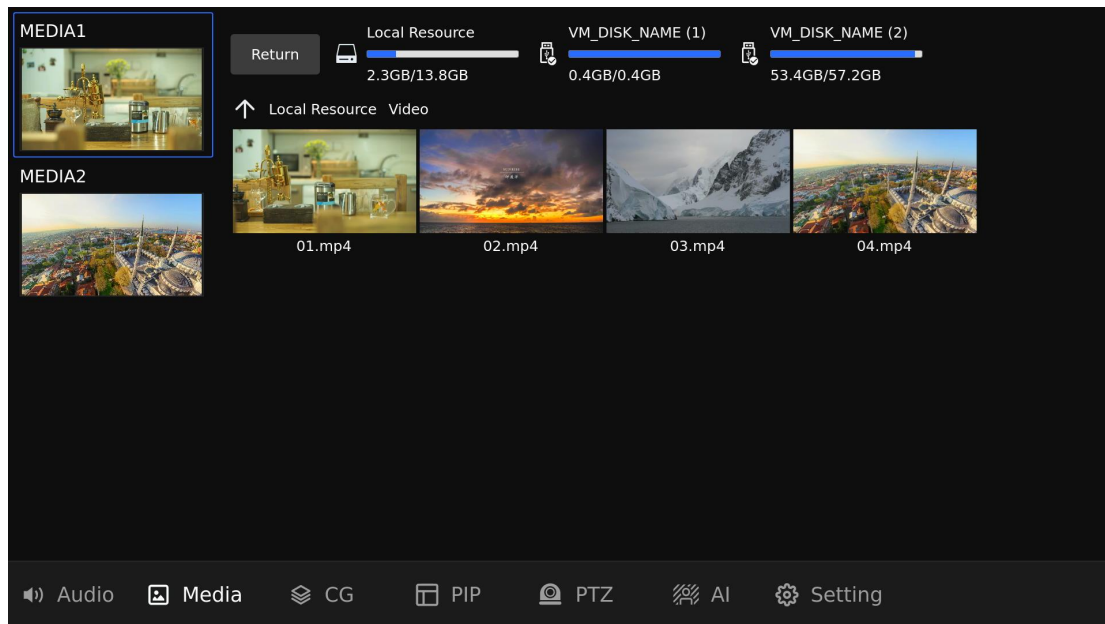 MEDIA1
MEDIA2
Return
Local Resource
2.3GB/13.8GB
VM_DISK_NAME (1)
0.4GB/0.4GB
VM_DISK_NAME (2)
53.4GB/57.2GB
Local Resource Video
01.mp4
02.mp4
03.mp4
04.mp4
Audio
Media
CG
PIP
PTZ
AI
Setting